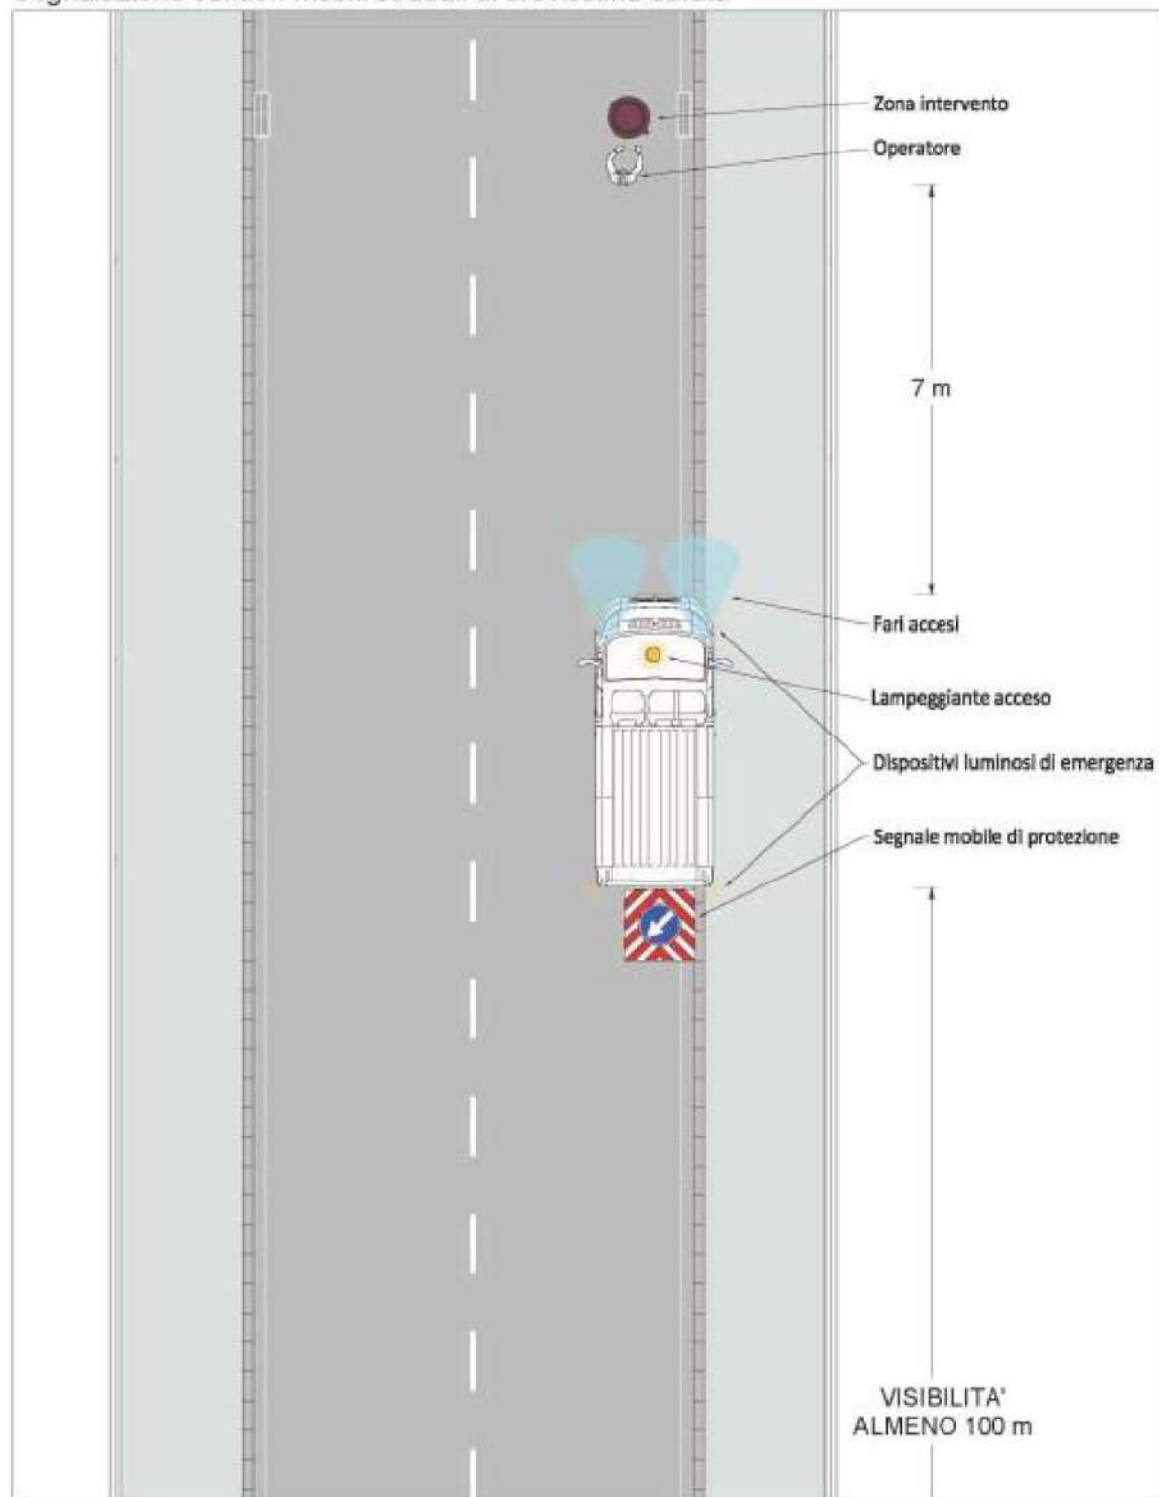 Zona intervento
Operatore
7 m
Fari accesi
Lampeggiante acceso
Dispositivi luminosi di emergenza
Segnale mobile di protezione
VISIBILITA'
ALMENO 100 m